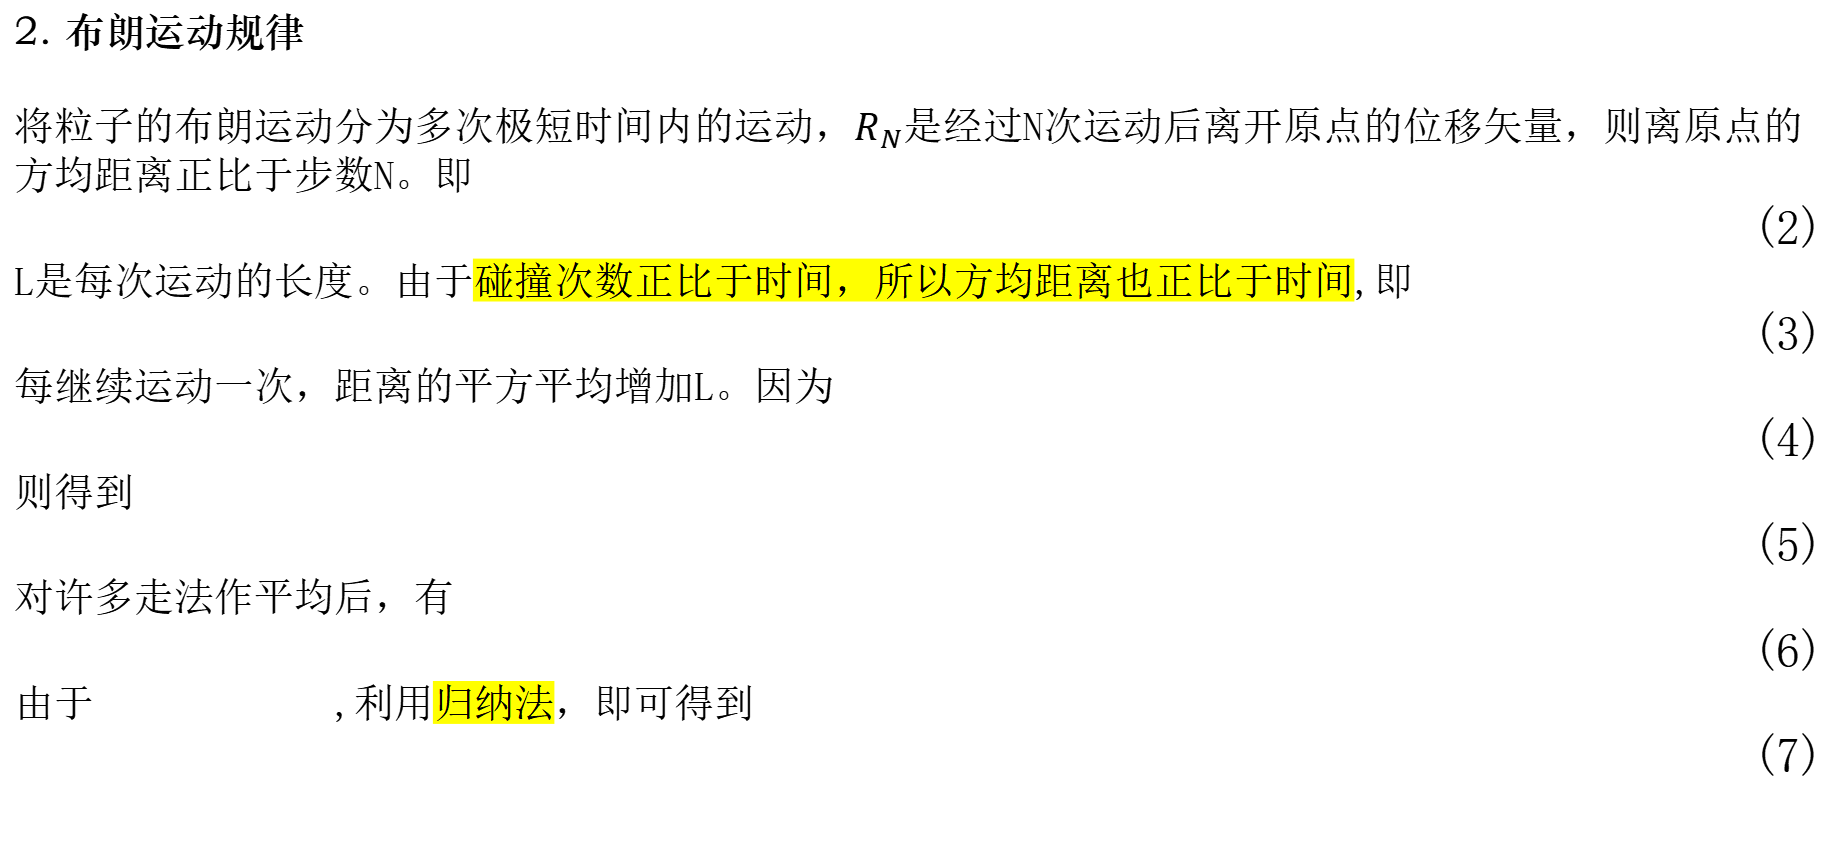 2. 布朗运动规律
将粒子的布朗运动分为多次极短时间内的运动，R_N是经过N次运动后离开原点的位移矢量，则离原点的
方均距离正比于步数N。即
(2)
L是每次运动的长度。由于碰撞次数正比于时间，所以方均距离也正比于时间,即
(3)
每继续运动一次，距离的平方平均增加L。因为
(4)
则得到
(5)
对许多走法作平均后，有
(6)
由于 ,利用归纳法，即可得到
(7)